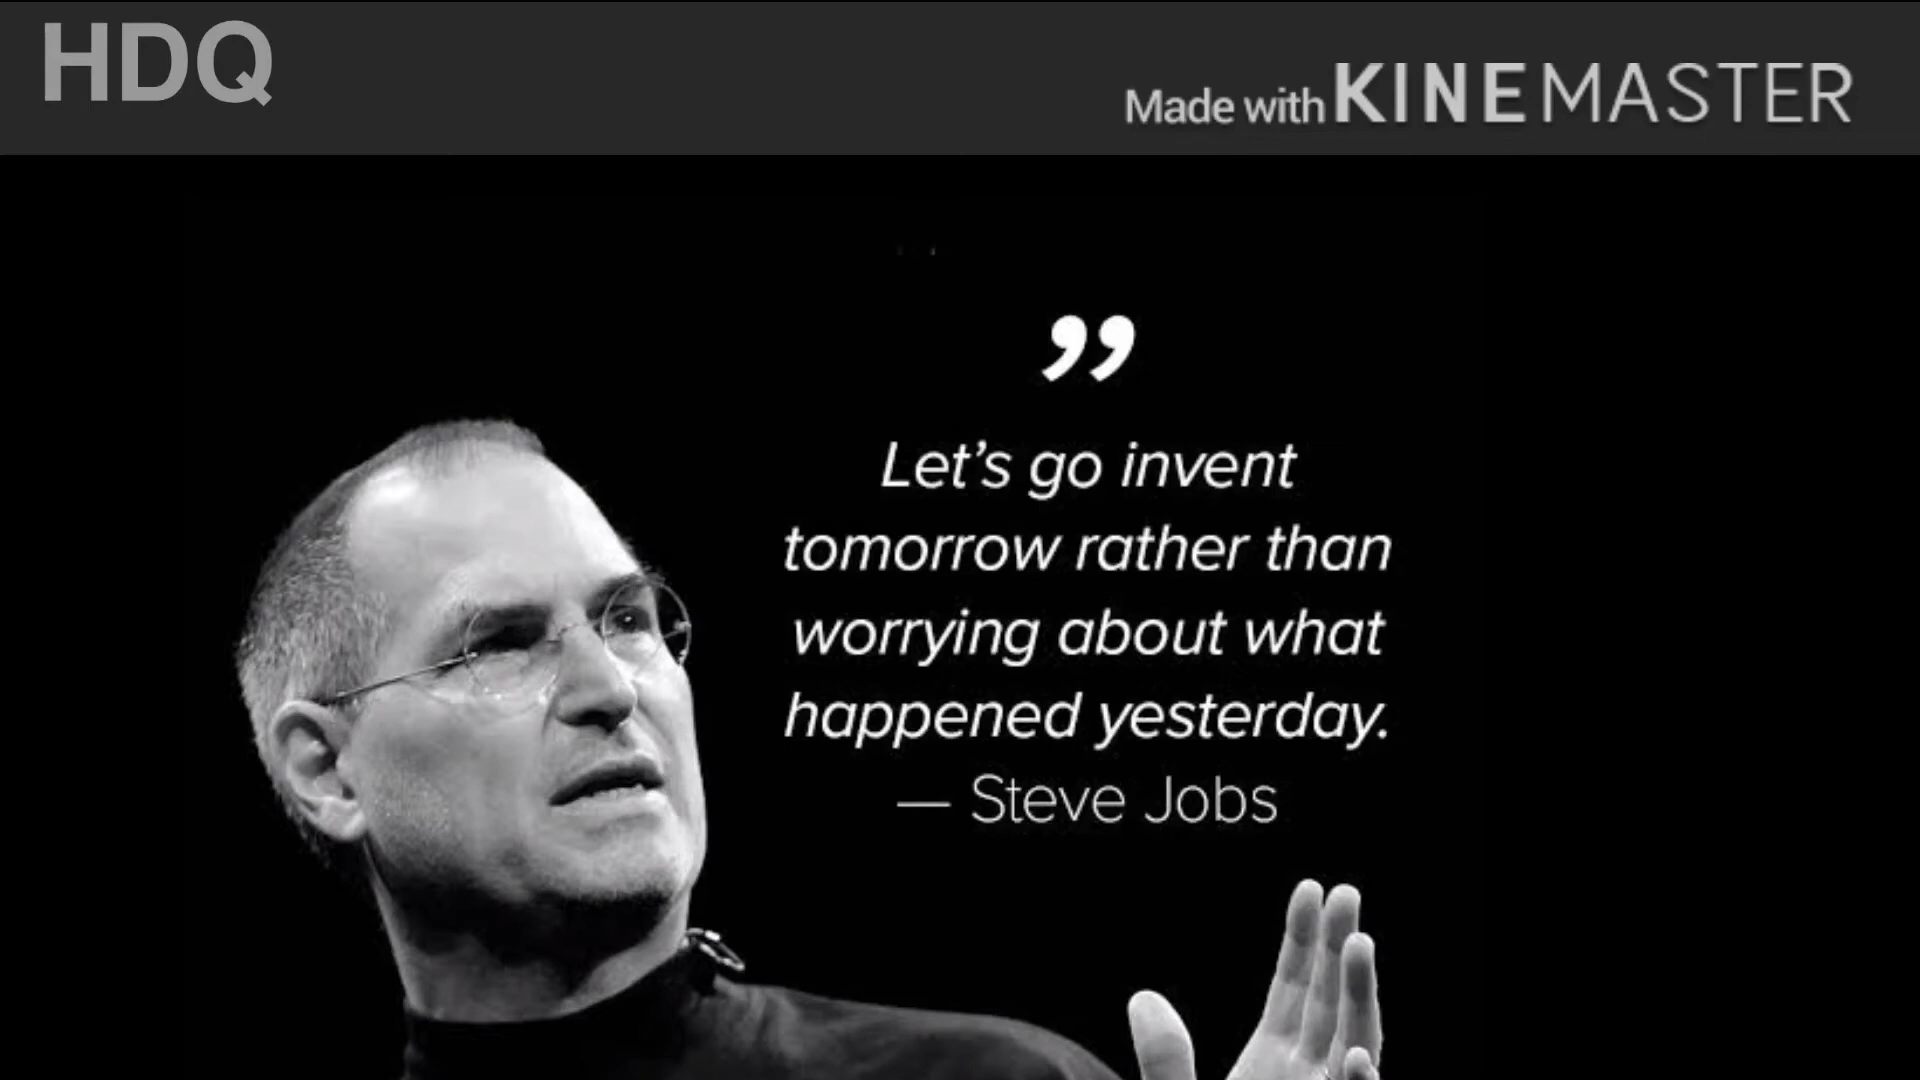 HDQ
Made with KINEMASTER
”
Let’s go invent
tomorrow rather than
worrying about what
happened yesterday.
— Steve Jobs